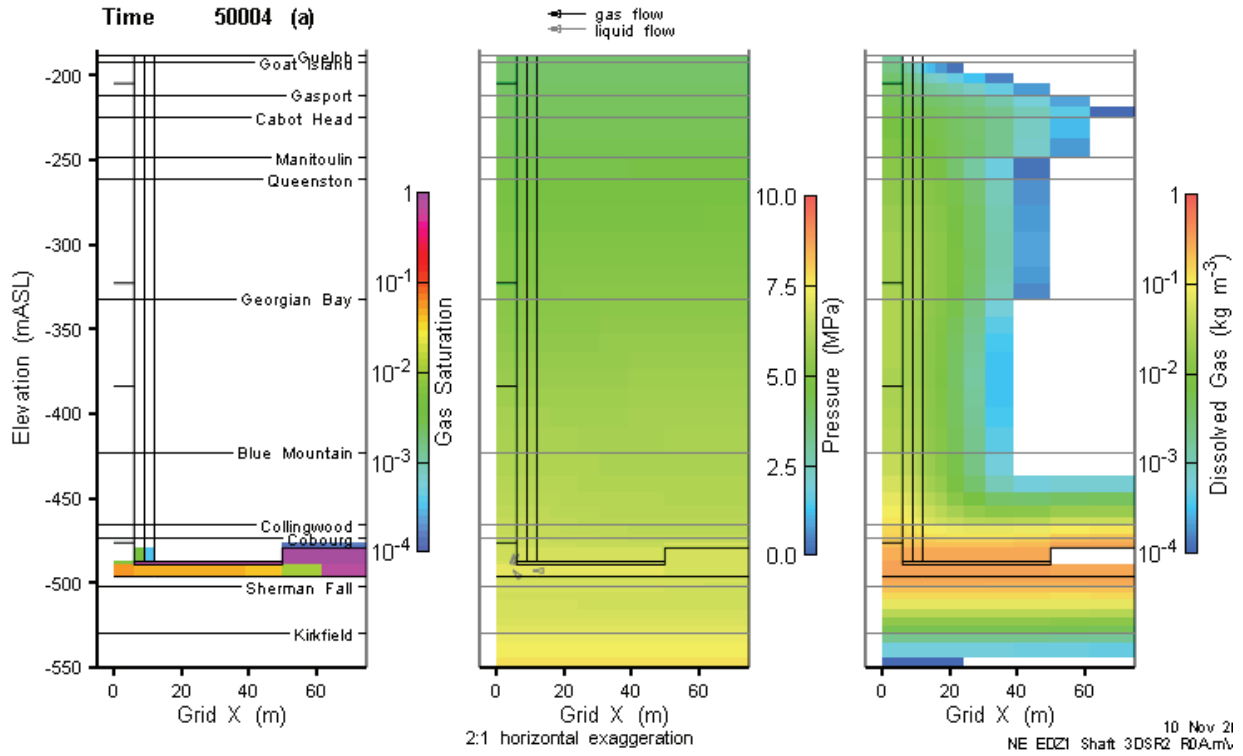 Time 50004 (a)
gas flow
liquid flow
Elevation (mASL)
-200
-250
-300
-350
-400
-450
-500
-550
Guelph
Goat Island
Gasport
Cabot Head
Manitoulin
Queenston
Georgian Bay
Blue Mountain
Collingwood
Cobourg
Sherman Fall
Kirkfield
0 20 40 60
Grid X (m)
1
10-1
10-2
10-3
10-4
Gas Saturation
0 20 40 60
Grid X (m)
2:1 horizontal exaggeration
10.0
7.5
5.0
2.5
0.0
Pressure (MPa)
0 20 40 60
Grid X (m)
1
10-1
10-2
10-3
10-4
Dissolved Gas (kg m-3)
10 Nov
NE EDZ1 Shaft 3DSR2